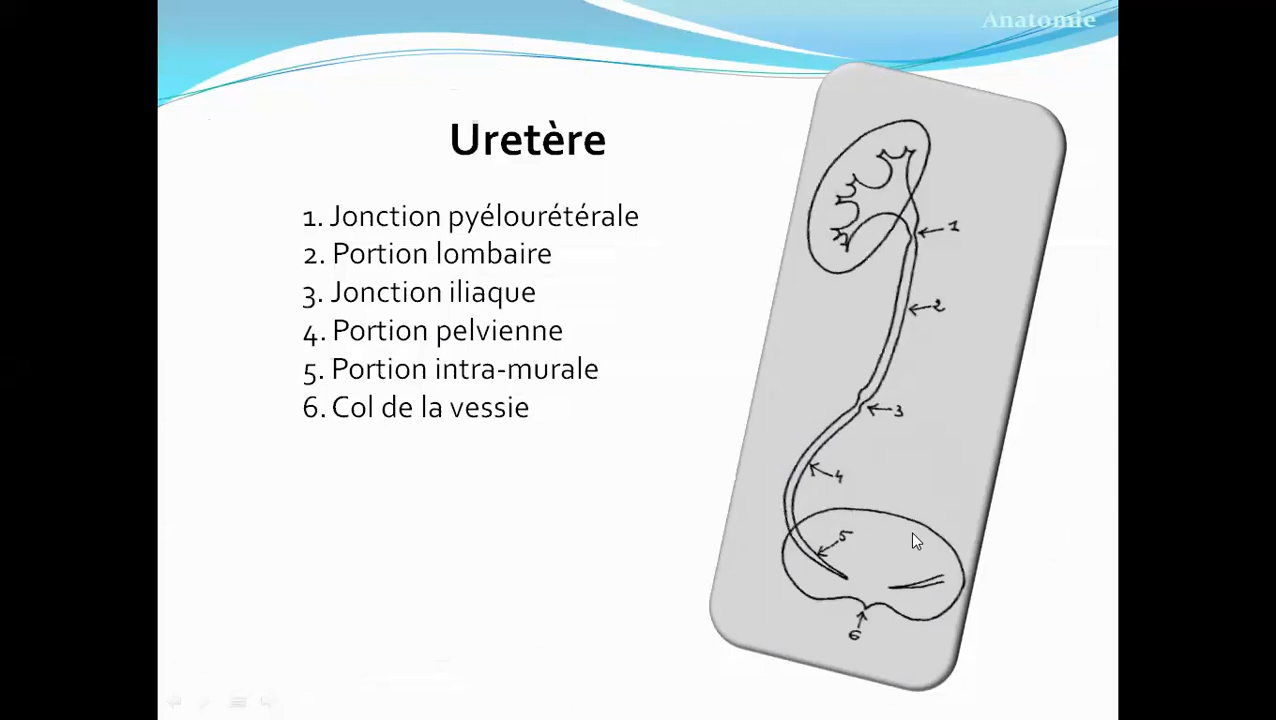 Anatomie
Uretère
1. Jonction pyélourétérale
2. Portion lombaire
3. Jonction iliaque
4. Portion pelvienne
5. Portion intra-murale
6. Col de la vessie
1
2
3
4
5
6